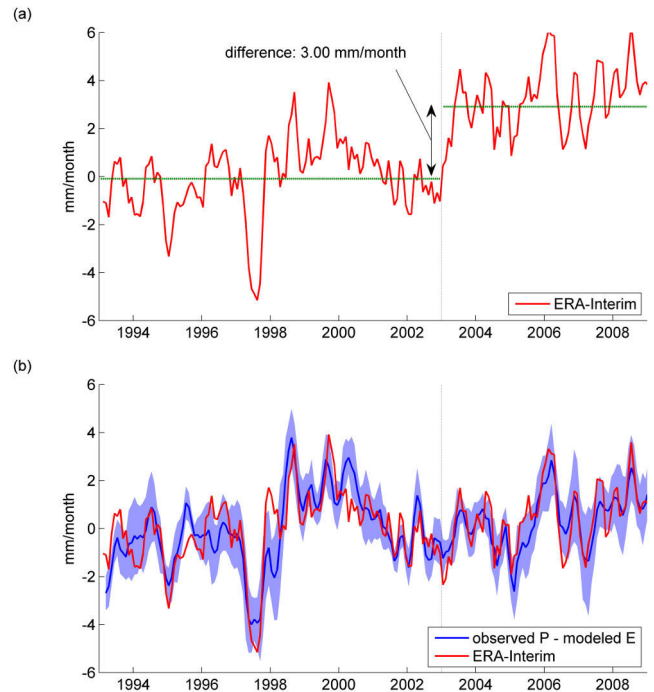 (a)
difference: 3.00 mm/month
mm/month
6
4
2
0
-2
-4
-6
1994 1996 1998 2000 2002 2004 2006 2008
ERA-Interim
(b)
mm/month
6
4
2
0
-2
-4
-6
1994 1996 1998 2000 2002 2004 2006 2008
observed P - modeled E
ERA-Interim